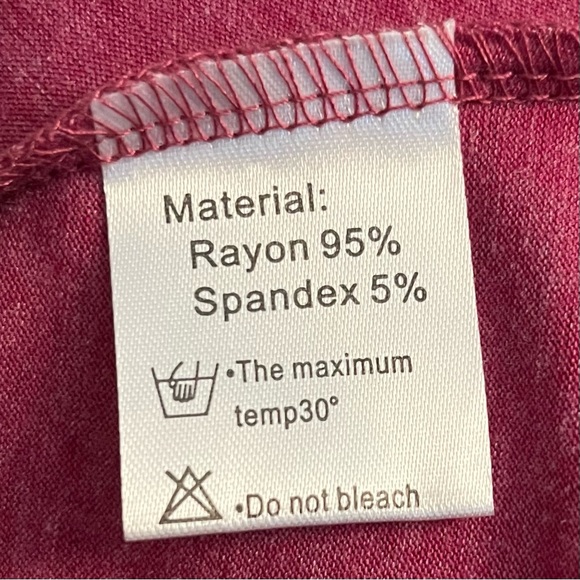 Material:
Rayon 95%
Spandex 5%
•The maximum
temp30°
•Do not bleach